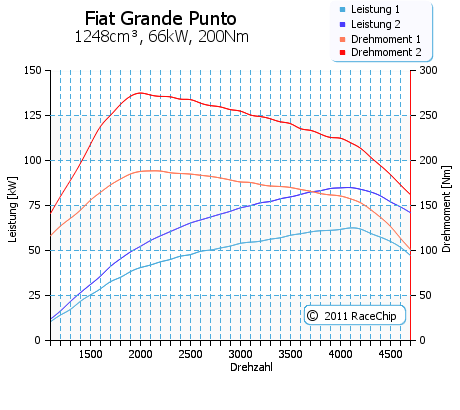 Fiat Grande Punto
1248cm³, 66kW, 200Nm
Leistung 1
Leistung 2
Drehmoment 1
Drehmoment 2
150
125
100
75
50
25
0
Leistung [kW]
300
250
200
150
100
50
0
Drehmoment [Nm]
1500 2000 2500 3000 3500 4000 4500
Drehzahl
© 2011 RaceChip